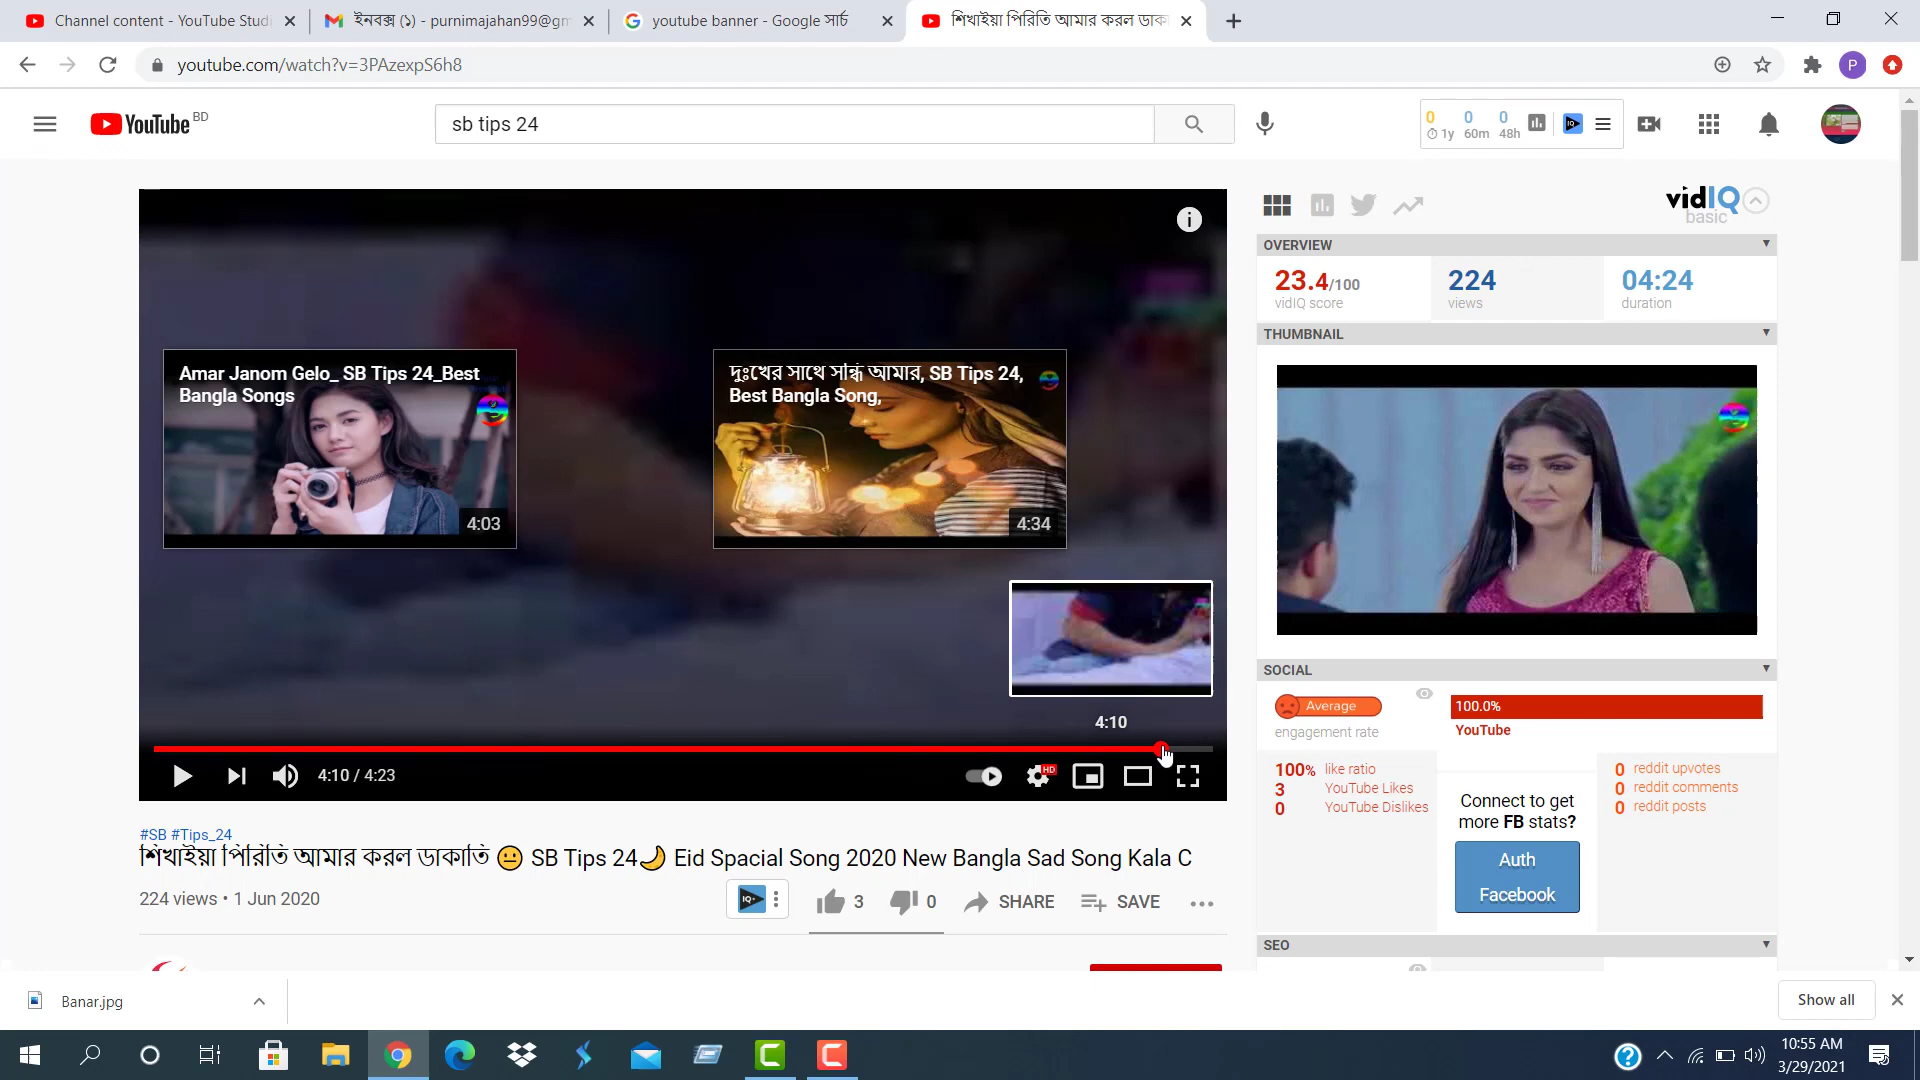 Channel content - YouTube Studi
ইনবক্স (১) - purnimajahan99@gm
youtube banner - Google সার্চ
শিখাইয়া পিরিতি আমার করল ডাকা
youtube.com/watch?v=3PAzexpS6h8
P
YouTube BD
sb tips 24
0 0 0
1y 60m 48h
IQ
Amar Janom Gelo_ SB Tips 24_Best
Bangla Songs
4:03
দুঃখের সাথে সন্ধি আমার, SB Tips 24,
Best Bangla Song,
4:34
4:10
4:10 / 4:23
HD
#SB #Tips_24
শিখাইয়া পিরিতি আমার করল ডাকাতি 😐 SB Tips 24🌙 Eid Spacial Song 2020 New Bangla Sad Song Kala C
224 views • 1 Jun 2020
IQ+
3
0
SHARE
SAVE
vidIQ
basic
OVERVIEW
23.4/100
vidIQ score
224
views
04:24
duration
THUMBNAIL
SOCIAL
Average
engagement rate
100.0%
YouTube
100% like ratio
3 YouTube Likes
0 YouTube Dislikes
Connect to get
more FB stats?
Auth
Facebook
0 reddit upvotes
0 reddit comments
0 reddit posts
SEO
Banar.jpg
Show all
10:55 AM
3/29/2021